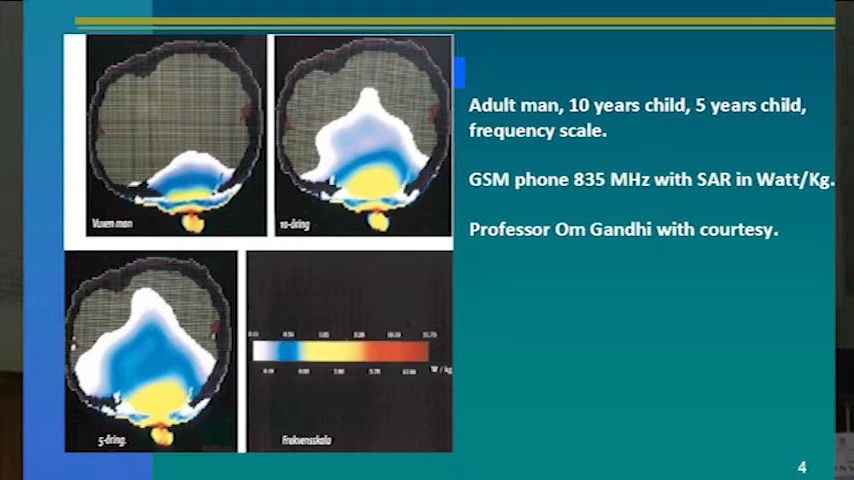 Adult man, 10 years child, 5 years child,
frequency scale.
GSM phone 835 MHz with SAR in Watt/Kg.
Professor Om Gandhi with courtesy.
Vuxen man
10-åring
5-åring.
Frekvensskala
W / kg
4